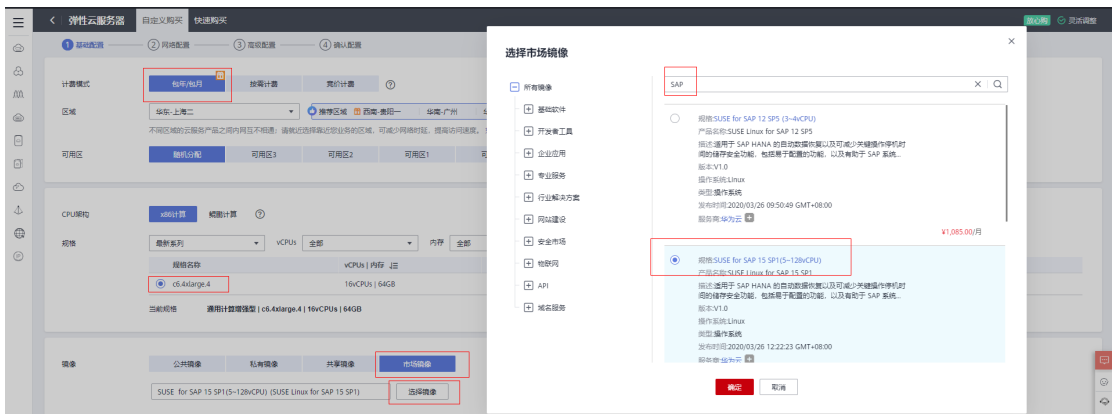 弹性云服务器
自定义购买 快速购买
放心购 灵活调整
1 基础配置
2 网络配置
3 高级配置
4 确认配置
计费模式
包年/包月 按需计费 竞价计费
区域
华东-上海二
推荐区域 西南-贵阳一 华南-广州
不同区域的云服务产品之间内网互不相通；请就近选择靠近您业务的区域，可减少网络时延，提高访问速度。
可用区
随机分配 可用区3 可用区2 可用区1
CPU架构
x86计算 鲲鹏计算
规格
最新系列 vCPUs 全部 内存 全部
规格名称 vCPUs | 内存
c6.4xlarge.4 16vCPUs | 64GB
当前规格 通用计算增强型 | c6.4xlarge.4 | 16vCPUs | 64GB
镜像
公共镜像 私有镜像 共享镜像 市场镜像
SUSE for SAP 15 SP1(5~128vCPU) (SUSE Linux for SAP 15 SP1)
选择镜像
选择市场镜像
所有镜像
基础软件
开发者工具
企业应用
专业服务
行业解决方案
网站建设
安全市场
物联网
API
域名服务
SAP
规格:SUSE for SAP 12 SP5 (3~4vCPU)
产品名称:SUSE Linux for SAP 12 SP5
描述:适用于 SAP HANA 的自动数据恢复以及可减少关键操作停机时
间的储存安全功能，包括易于配置的功能，以及有助于 SAP 系统...
版本:V1.0
操作系统:Linux
类型:操作系统
发布时间:2020/03/26 09:50:49 GMT+08:00
服务商:华为云
¥1,085.00/月
规格:SUSE for SAP 15 SP1(5~128vCPU)
产品名称:SUSE Linux for SAP 15 SP1
描述:适用于 SAP HANA 的自动数据恢复以及可减少关键操作停机时
间的储存安全功能，包括易于配置的功能，以及有助于 SAP 系统...
版本:V1.0
操作系统:Linux
类型:操作系统
发布时间:2020/03/26 12:22:23 GMT+08:00
服务商:华为云
确定 取消